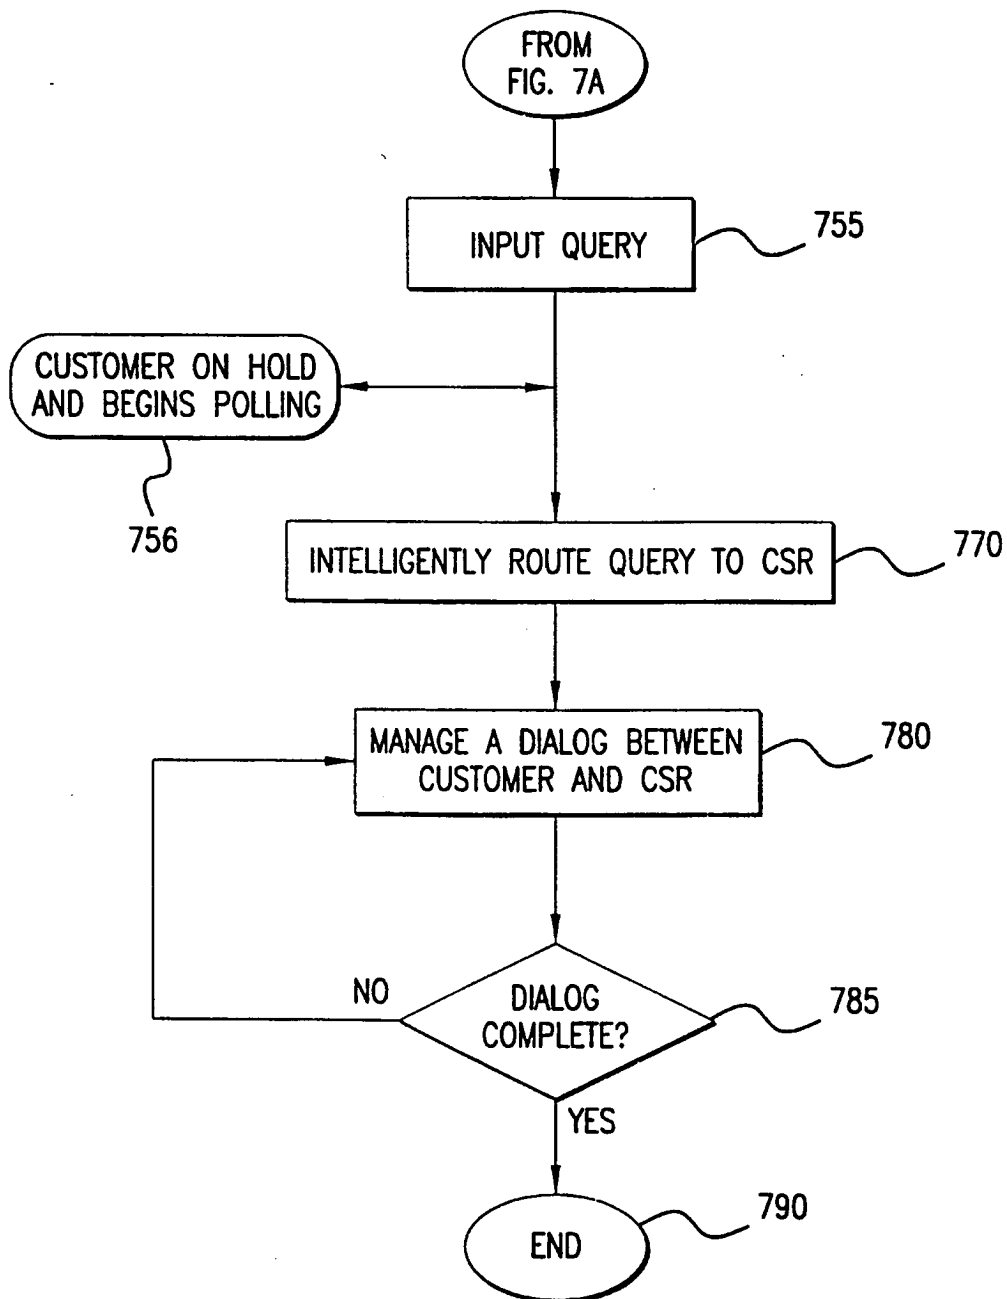 FROM
FIG. 7A
INPUT QUERY
755
CUSTOMER ON HOLD
AND BEGINS POLLING
756
INTELLIGENTLY ROUTE QUERY TO CSR
770
MANAGE A DIALOG BETWEEN
CUSTOMER AND CSR
780
NO
DIALOG
COMPLETE?
785
YES
END
790